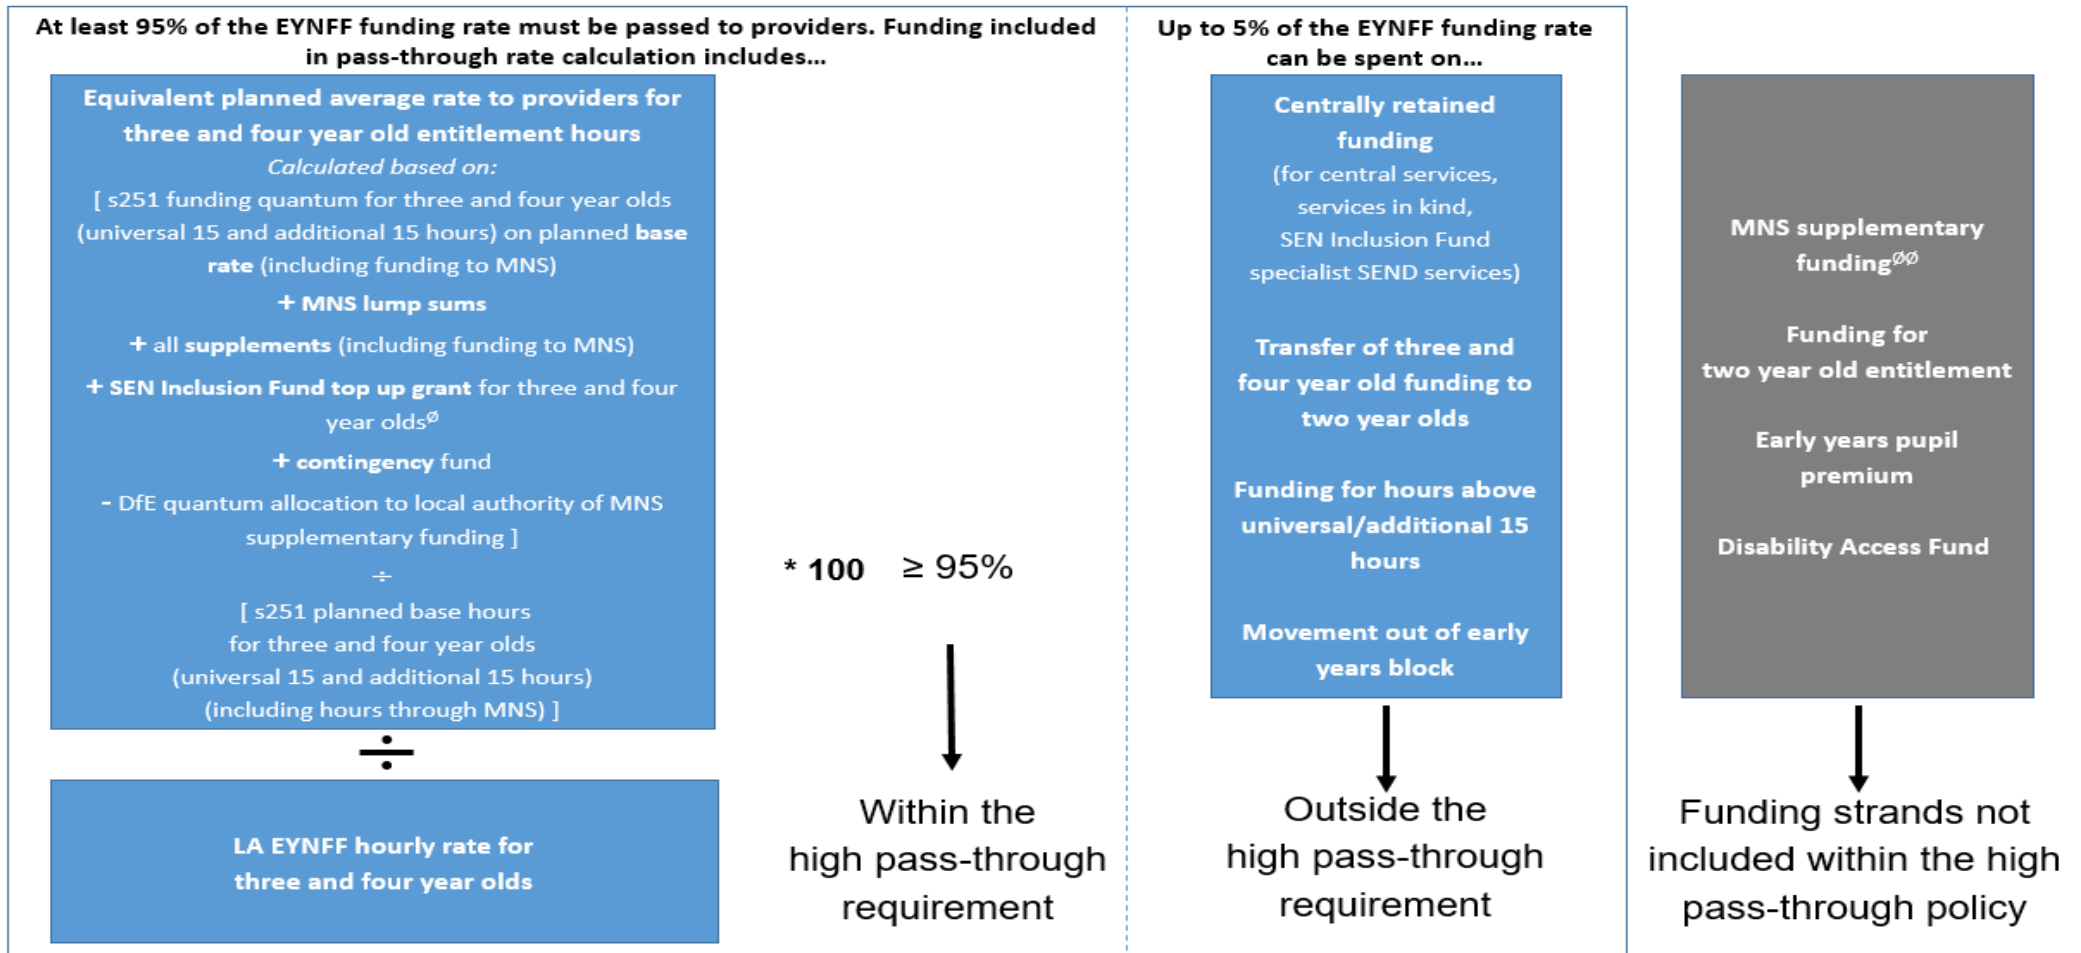 At least 95% of the EYNFF funding rate must be passed to providers. Funding included
in pass-through rate calculation includes...
Equivalent planned average rate to providers for
three and four year old entitlement hours
Calculated based on:
[ s251 funding quantum for three and four year olds
(universal 15 and additional 15 hours) on planned base
rate (including funding to MNS)
+ MNS lump sums
+ all supplements (including funding to MNS)
+ SEN Inclusion Fund top up grant for three and four
year olds^ø
+ contingency fund
- DfE quantum allocation to local authority of MNS
supplementary funding ]
÷
[ s251 planned base hours
for three and four year olds
(universal 15 and additional 15 hours)
(including hours through MNS) ]
÷
LA EYNFF hourly rate for
three and four year olds
* 100 ≥ 95%
Within the
high pass-through
requirement
Up to 5% of the EYNFF funding rate
can be spent on...
Centrally retained
funding
(for central services,
services in kind,
SEN Inclusion Fund
specialist SEND services)
Transfer of three and
four year old funding to
two year olds
Funding for hours above
universal/additional 15
hours
Movement out of early
years block
Outside the
high pass-through
requirement
MNS supplementary
funding^øø
Funding for
two year old entitlement
Early years pupil
premium
Disability Access Fund
Funding strands not
included within the high
pass-through policy